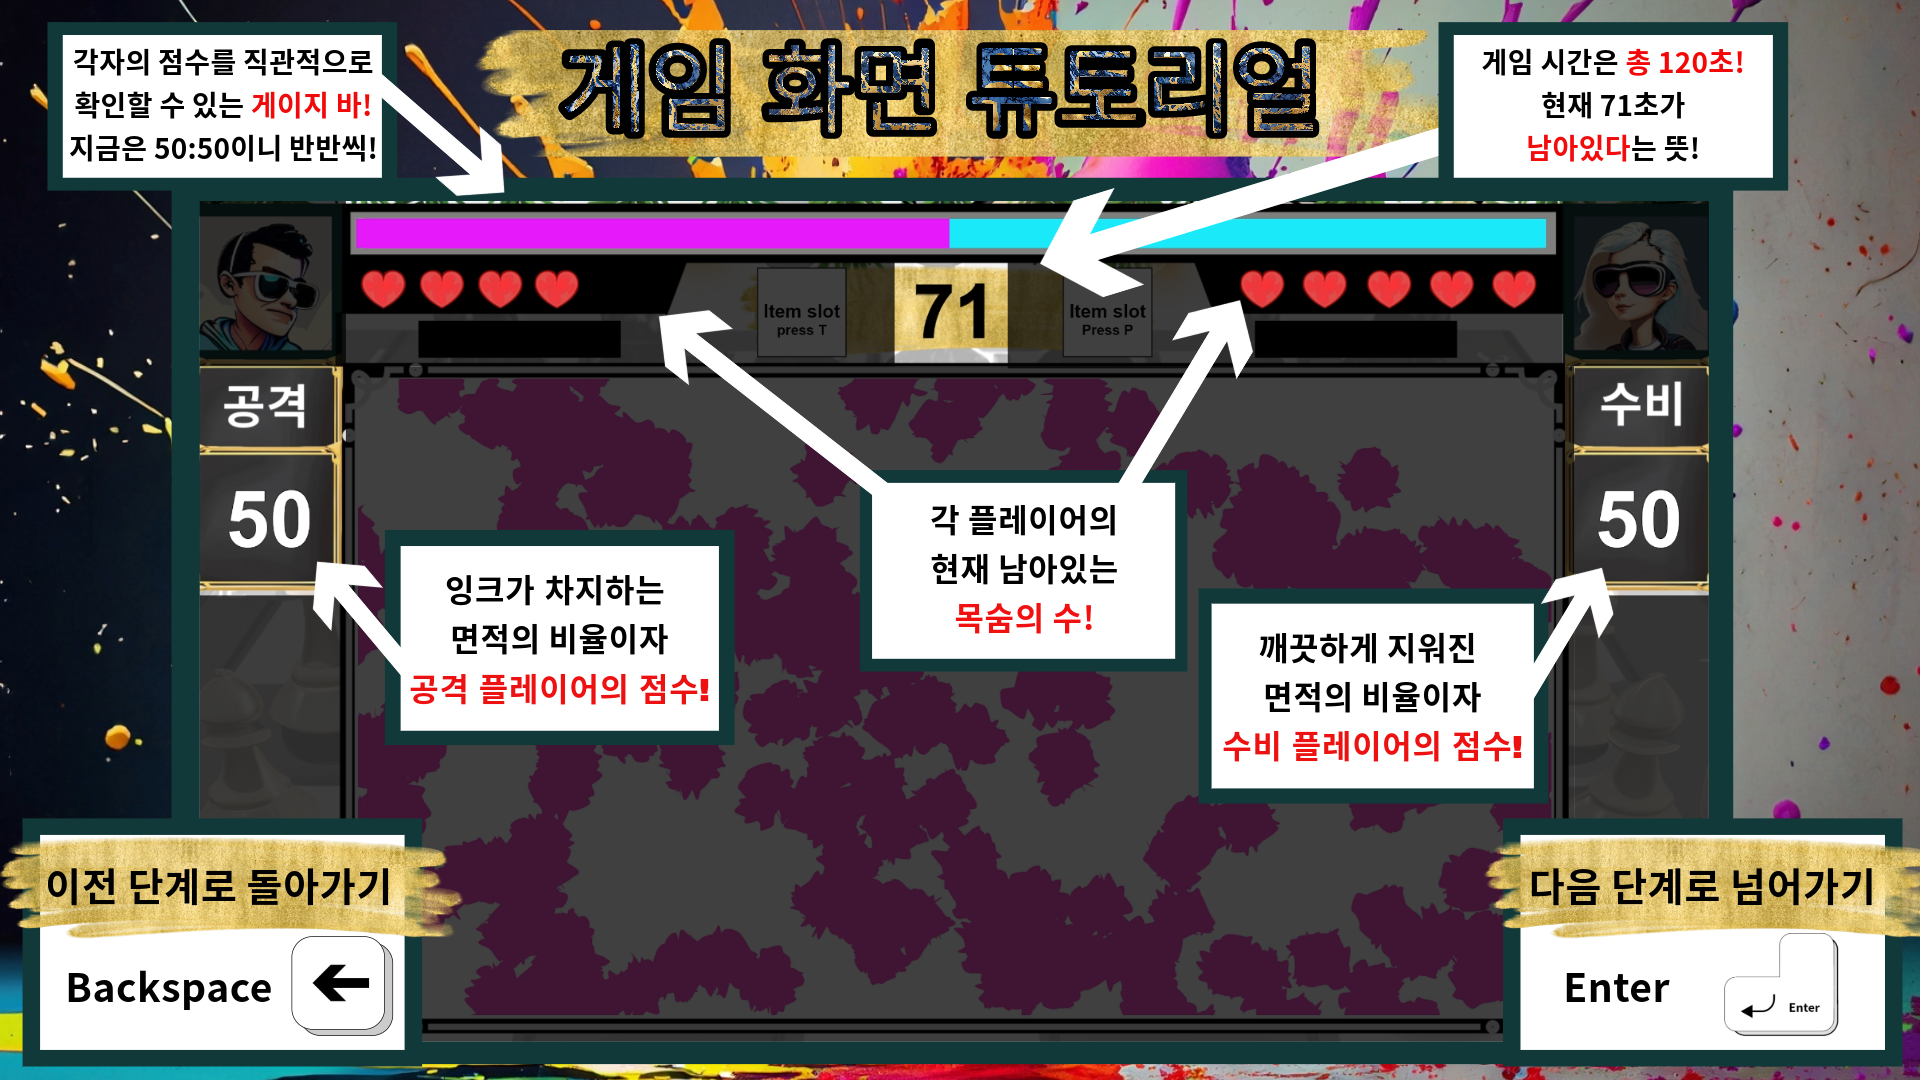 게임 화면 튜토리얼
각자의 점수를 직관적으로
확인할 수 있는 게이지 바!
지금은 50:50이니 반반씩!
게임 시간은 총 120초!
현재 71초가
남아있다는 뜻!
Item slot
press T
71
Item slot
Press P
공격
50
수비
50
각 플레이어의
현재 남아있는
목숨의 수!
잉크가 차지하는
면적의 비율이자
공격 플레이어의 점수!
깨끗하게 지워진
면적의 비율이자
수비 플레이어의 점수!
이전 단계로 돌아가기
Backspace
다음 단계로 넘어가기
Enter
Enter